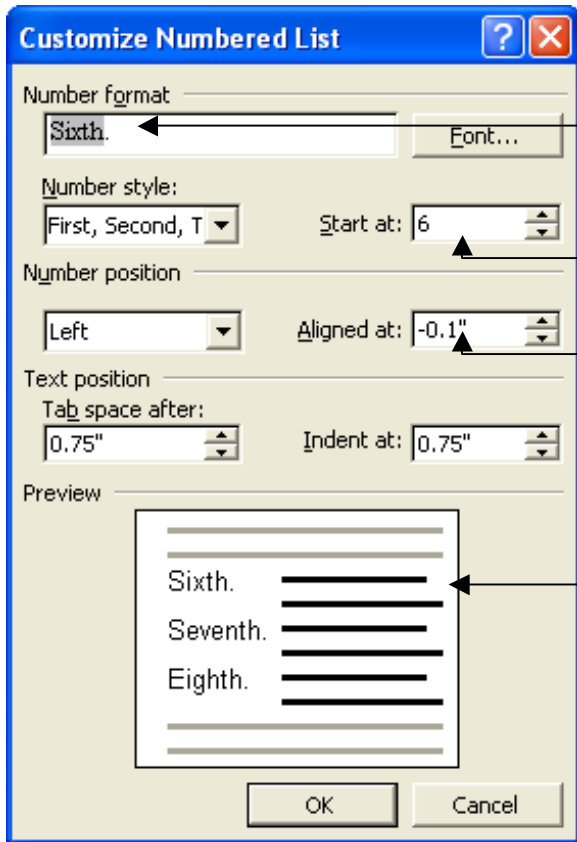 Customize Numbered List
Number format
Sixth. Font...
Number style:
First, Second, T Start at: 6
Number position
Left Aligned at: -0.1"
Text position
Tab space after:
0.75" Indent at: 0.75"
Preview
Sixth.
Seventh.
Eighth.
OK Cancel